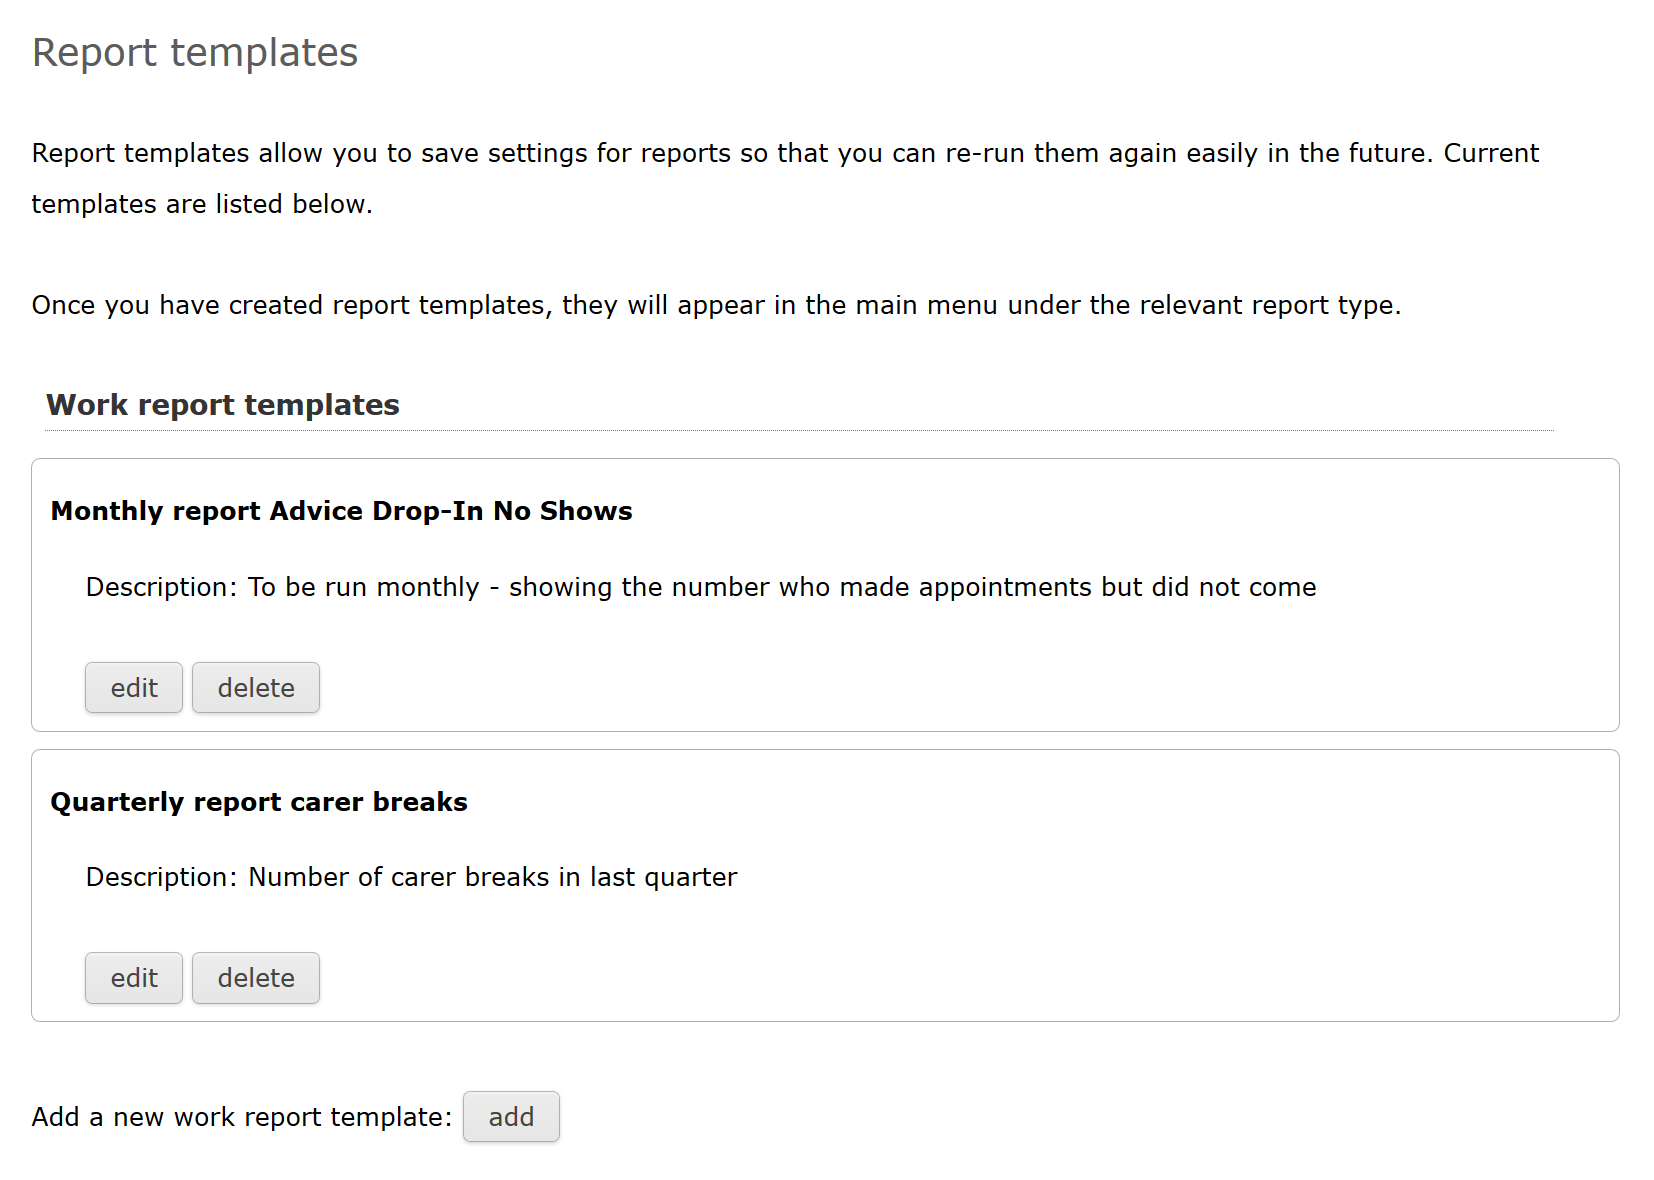 Report templates
Report templates allow you to save settings for reports so that you can re-run them again easily in the future. Current
templates are listed below.
Once you have created report templates, they will appear in the main menu under the relevant report type.
Work report templates
Monthly report Advice Drop-In No Shows
Description: To be run monthly - showing the number who made appointments but did not come
edit delete
Quarterly report carer breaks
Description: Number of carer breaks in last quarter
edit delete
Add a new work report template: add